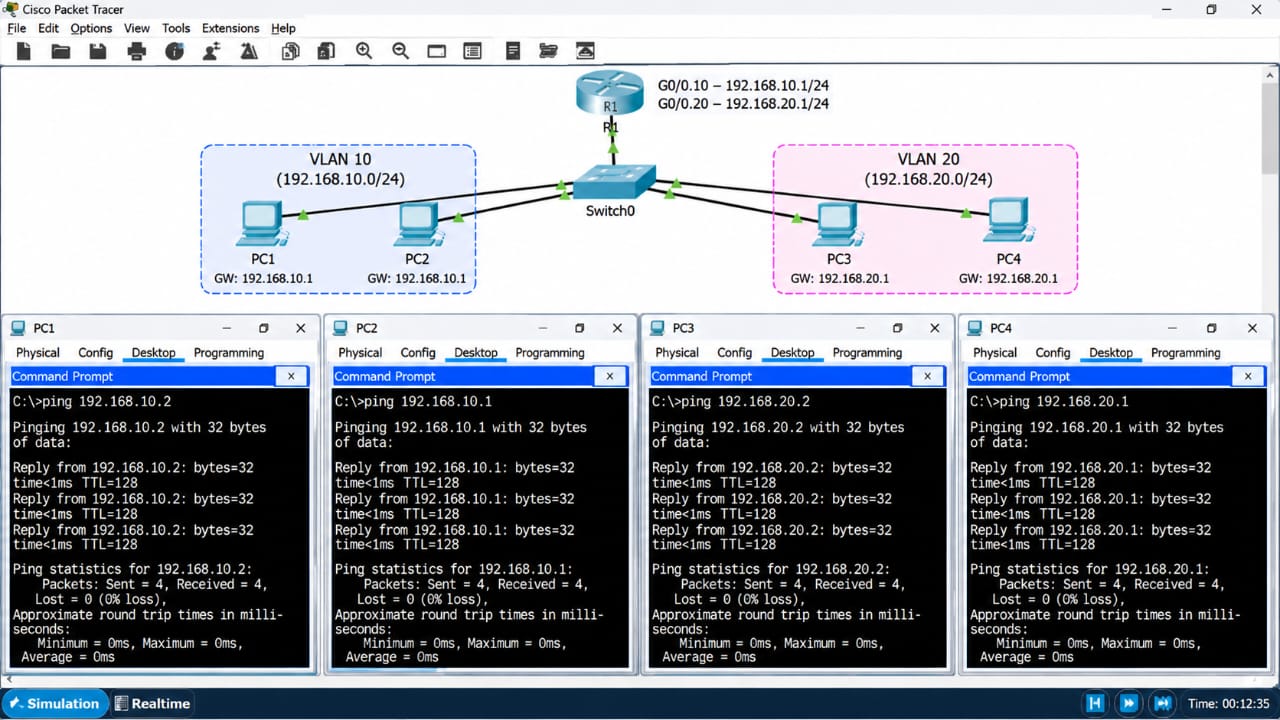 Cisco Packet Tracer
File Edit Options View Tools Extensions Help
R1
R1
G0/0.10 – 192.168.10.1/24
G0/0.20 – 192.168.20.1/24
VLAN 10
(192.168.10.0/24)
PC1
GW: 192.168.10.1
PC2
GW: 192.168.10.1
Switch0
VLAN 20
(192.168.20.0/24)
PC3
GW: 192.168.20.1
PC4
GW: 192.168.20.1
PC1
Physical Config Desktop Programming
Command Prompt
C:\>ping 192.168.10.2
Pinging 192.168.10.2 with 32 bytes
of data:
Reply from 192.168.10.2: bytes=32
time<1ms TTL=128
Reply from 192.168.10.2: bytes=32
time<1ms TTL=128
Reply from 192.168.10.2: bytes=32
time<1ms TTL=128
Ping statistics for 192.168.10.2:
Packets: Sent = 4, Received = 4,
Lost = 0 (0% loss),
Approximate round trip times in milli-
seconds:
Minimum = 0ms, Maximum = 0ms,
Average = 0ms
PC2
Physical Config Desktop Programming
Command Prompt
C:\>ping 192.168.10.1
Pinging 192.168.10.1 with 32 bytes
of data:
Reply from 192.168.10.1: bytes=32
time<1ms TTL=128
Reply from 192.168.10.1: bytes=32
time<1ms TTL=128
Reply from 192.168.10.1: bytes=32
time<1ms TTL=128
Ping statistics for 192.168.10.1:
Packets: Sent = 4, Received = 4,
Lost = 0 (0% loss),
Approximate round trip times in milli-
seconds:
Minimum = 0ms, Maximum = 0ms,
Average = 0ms
PC3
Physical Config Desktop Programming
Command Prompt
C:\>ping 192.168.20.2
Pinging 192.168.20.2 with 32 bytes
of data:
Reply from 192.168.20.2: bytes=32
time<1ms TTL=128
Reply from 192.168.20.2: bytes=32
time<1ms TTL=128
Reply from 192.168.20.2: bytes=32
time<1ms TTL=128
Ping statistics for 192.168.20.2:
Packets: Sent = 4, Received = 4,
Lost = 0 (0% loss),
Approximate round trip times in milli-
seconds:
Minimum = 0ms, Maximum = 0ms,
Average = 0ms
PC4
Physical Config Desktop Programming
Command Prompt
C:\>ping 192.168.20.1
Pinging 192.168.20.1 with 32 bytes
of data:
Reply from 192.168.20.1: bytes=32
time<1ms TTL=128
Reply from 192.168.20.1: bytes=32
time<1ms TTL=128
Reply from 192.168.20.1: bytes=32
time<1ms TTL=128
Ping statistics for 192.168.20.1:
Packets: Sent = 4, Received = 4,
Lost = 0 (0% loss),
Approximate round trip times in milli-
seconds:
Minimum = 0ms, Maximum = 0ms,
Average = 0ms
Simulation Realtime Time: 00:12:35